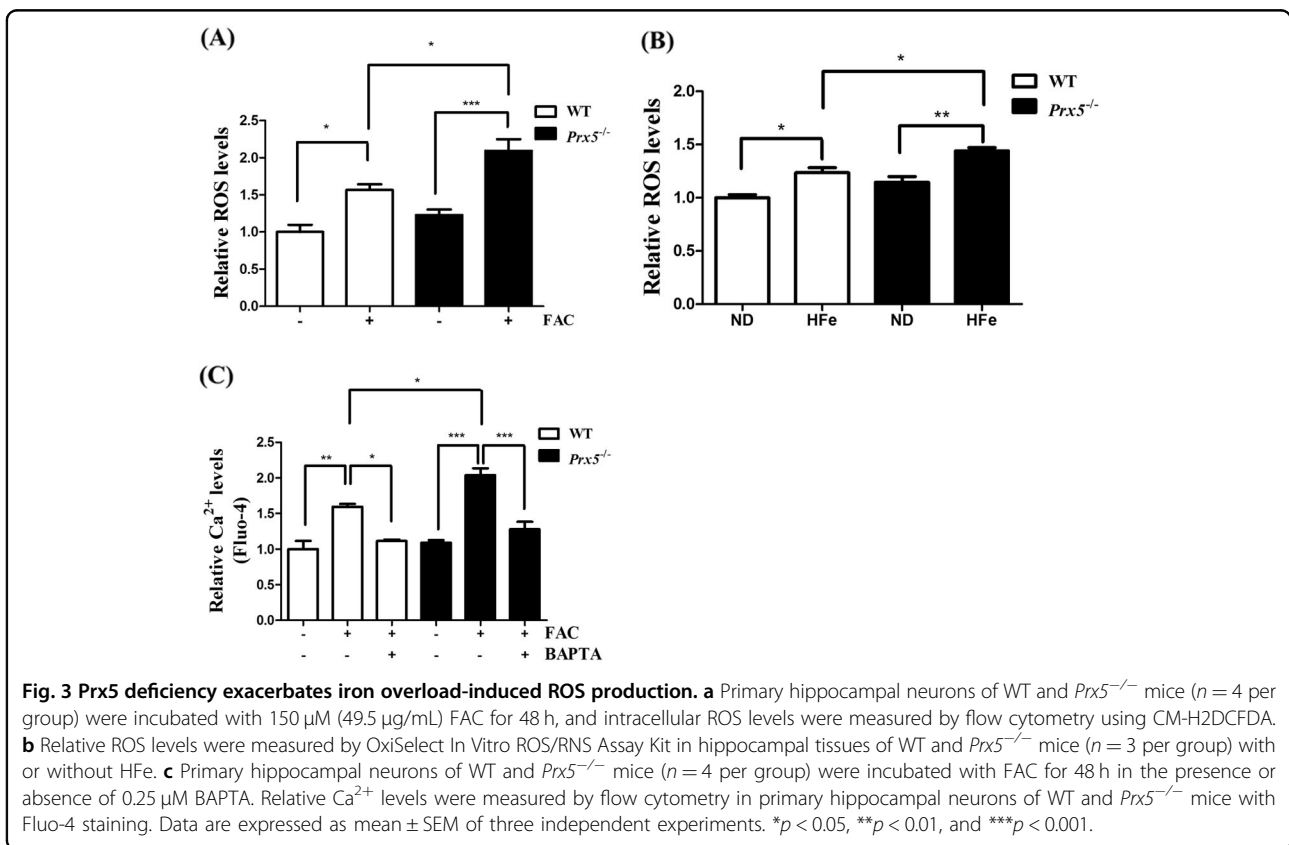 (A)
*
*
***
WT
Prx5-/-
Relative ROS levels
2.5
2.0
1.5
1.0
0.5
0.0
- + - + FAC
(B)
*
*
**
WT
Prx5-/-
Relative ROS levels
2.0
1.5
1.0
0.5
0.0
ND HFe ND HFe
(C)
*
** * *** ***
WT
Prx5-/-
Relative Ca2+ levels
(Fluo-4)
2.5
2.0
1.5
1.0
0.5
0.0
- + + - + + FAC
- - + - - + BAPTA
Fig. 3 Prx5 deficiency exacerbates iron overload-induced ROS production. a Primary hippocampal neurons of WT and Prx5−/− mice (n = 4 per
group) were incubated with 150 µM (49.5 µg/mL) FAC for 48 h, and intracellular ROS levels were measured by flow cytometry using CM-H2DCFDA.
b Relative ROS levels were measured by OxiSelect In Vitro ROS/RNS Assay Kit in hippocampal tissues of WT and Prx5−/− mice (n = 3 per group) with
or without HFe. c Primary hippocampal neurons of WT and Prx5−/− mice (n = 4 per group) were incubated with FAC for 48 h in the presence or
absence of 0.25 µM BAPTA. Relative Ca2+ levels were measured by flow cytometry in primary hippocampal neurons of WT and Prx5−/− mice with
Fluo-4 staining. Data are expressed as mean ± SEM of three independent experiments. *p < 0.05, **p < 0.01, and ***p < 0.001.